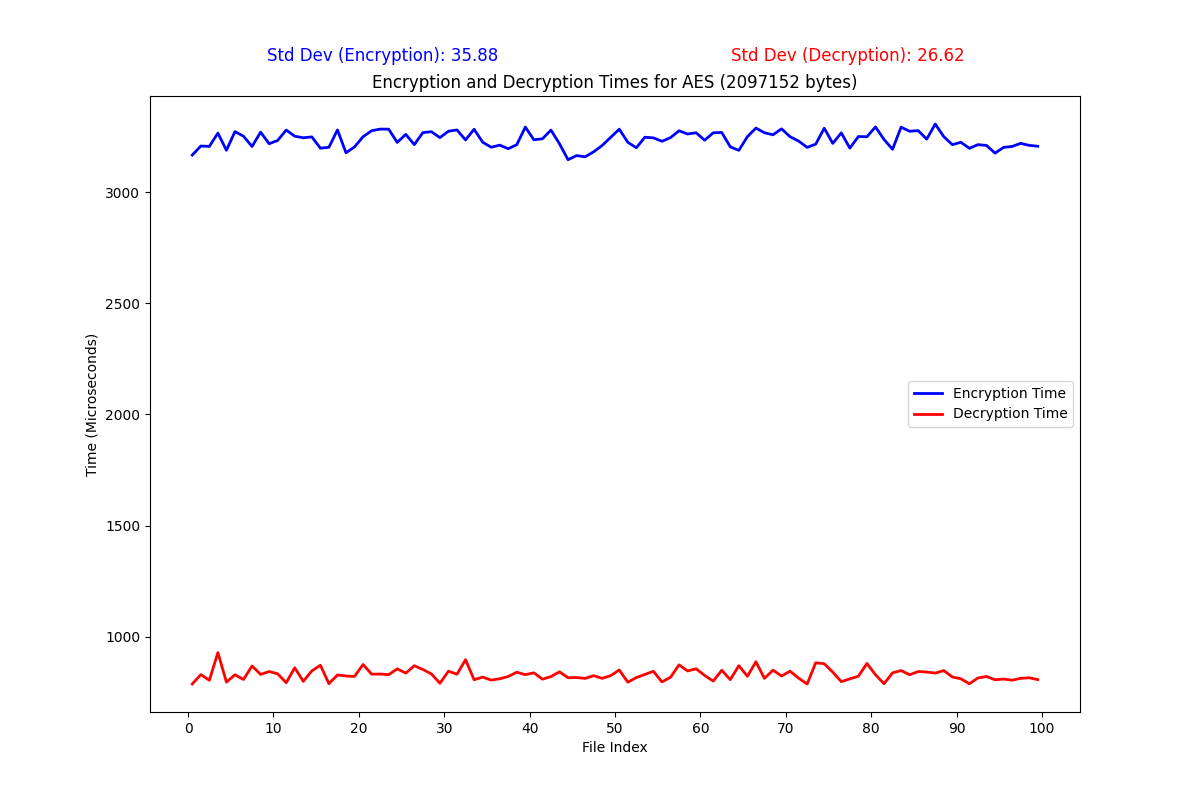 Std Dev (Encryption): 35.88
Std Dev (Decryption): 26.62
Encryption and Decryption Times for AES (2097152 bytes)
Time (Microseconds)
3000
2500
2000
1500
1000
Encryption Time
Decryption Time
0 10 20 30 40 50 60 70 80 90 100
File Index